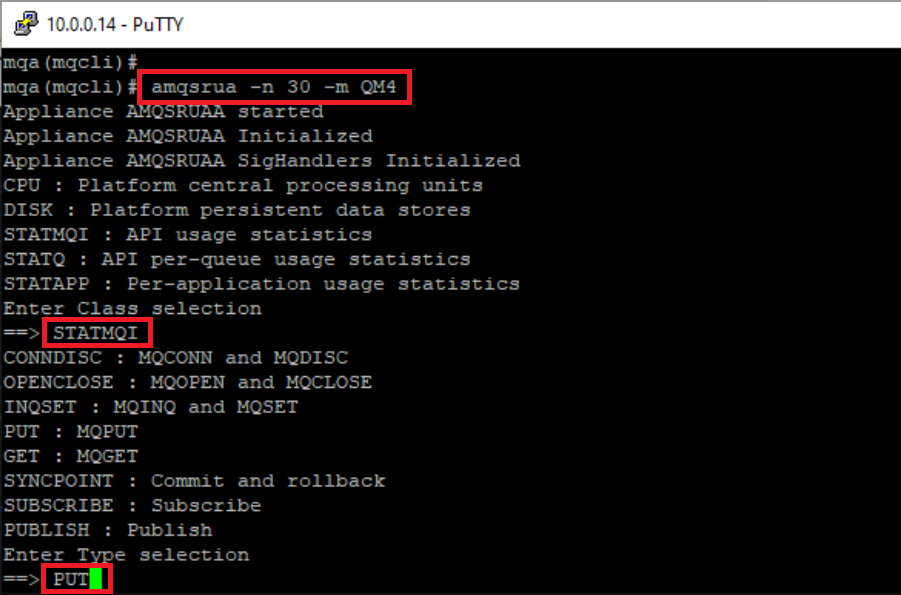 10.0.0.14 - PuTTY
mqa(mqcli)#
mqa(mqcli)# amqsrua -n 30 -m QM4
Appliance AMQSRUAA started
Appliance AMQSRUAA Initialized
Appliance AMQSRUAA SigHandlers Initialized
CPU : Platform central processing units
DISK : Platform persistent data stores
STATMQI : API usage statistics
STATQ : API per-queue usage statistics
STATAPP : Per-application usage statistics
Enter Class selection
==> STATMQI
CONNDISC : MQCONN and MQDISC
OPENCLOSE : MQOPEN and MQCLOSE
INQSET : MQINQ and MQSET
PUT : MQPUT
GET : MQGET
SYNCPOINT : Commit and rollback
SUBSCRIBE : Subscribe
PUBLISH : Publish
Enter Type selection
==> PUT